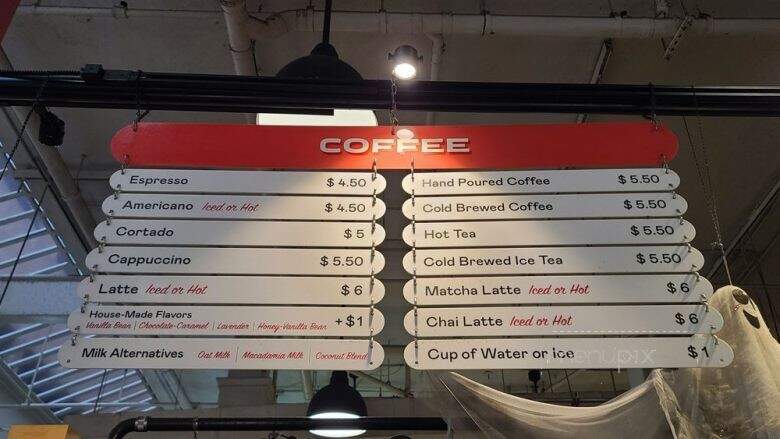 COFFEE
Espresso $4.50
Americano Iced or Hot $4.50
Cortado $5
Cappuccino $5.50
Latte Iced or Hot $6
House-Made Flavors +$1
Vanilla Bean | Chocolate-Caramel | Lavender | Honey-Vanilla Bean
Milk Alternatives Oat Milk | Macadamia Milk | Coconut Blend
Hand Poured Coffee $5.50
Cold Brewed Coffee $5.50
Hot Tea $5.50
Cold Brewed Ice Tea $5.50
Matcha Latte Iced or Hot $6
Chai Latte Iced or Hot $6
Cup of Water or ice $1
menupix